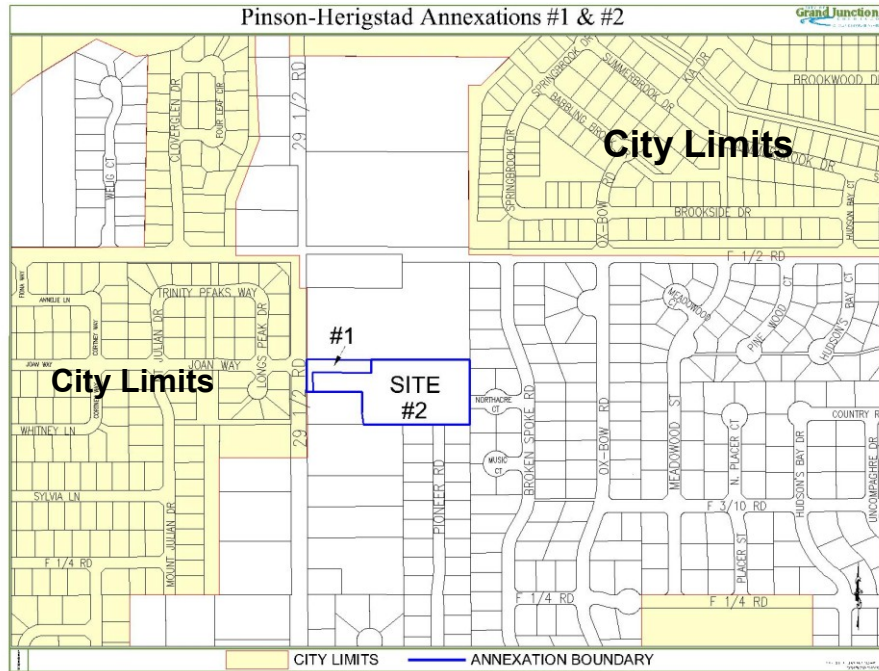 Pinson-Herigstad Annexations #1 & #2
Grand Junction
CLOVERGLEN DR
FOUR LEAF CIR
WELIG CT
29 1/2 RD
SPRINGBROOK DR
SUMMERBROOK DR
KIA DR
BROOKWOOD
BABBLING
City Limits
SPRINGBROOK DR
OX-BOW RD
BROOKSIDE DR
HUDSON BAY CT
F 1/2 RD
FIONA WAY
ANNELIE LN
CORTNEY WAY
TRINITY PEAKS WAY
JULIAN DR
LONGS PEAK DR
JOAN WAY
JOAN WAY
City Limits
WHITNEY LN
29 1/2 RD
#1
SITE
#2
NORTHACRE
CT
MUSIC
CT
BROKEN SPOKE RD
OX-BOW RD
MEADOWOOD
CT
PINE WOOD CT
HUDSON'S BAY CT
MEADOWOOD ST
N. PLACER CT
HUDSON'S BAY DR
COUNTRY
UNCOMPAGHRE DR
SYLVIA LN
MOUNT JULIAN DR
PIONEER RD
F 3/10 RD
PLACER ST
F 1/4 RD
F 1/4 RD
F 1/4 RD
CITY LIMITS
ANNEXATION BOUNDARY